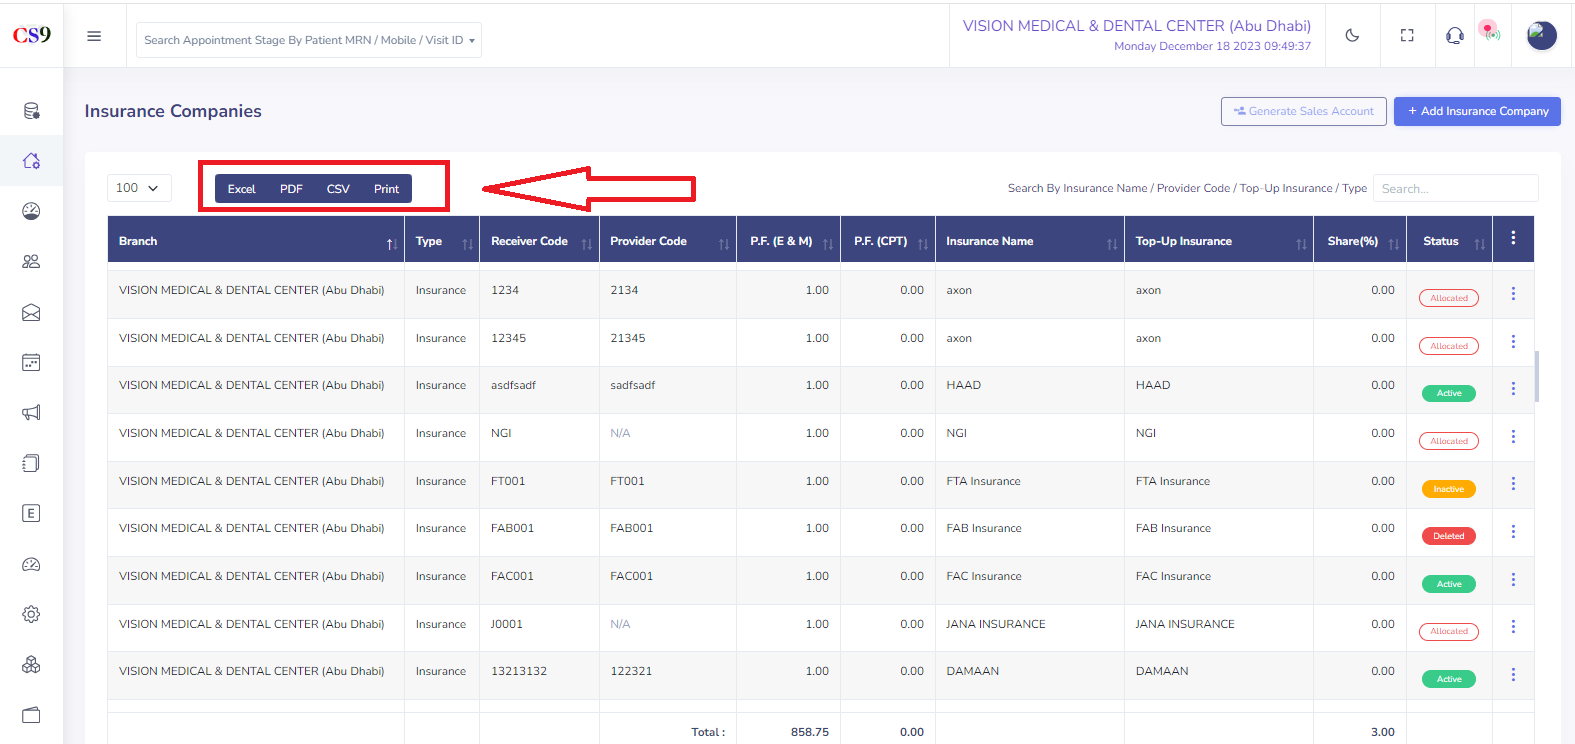 CS9
Search Appointment Stage By Patient MRN / Mobile / Visit ID
VISION MEDICAL & DENTAL CENTER (Abu Dhabi)
Monday December 18 2023 09:49:37
Insurance Companies
Generate Sales Account
+ Add Insurance Company
100
Excel PDF CSV Print
Search By Insurance Name / Provider Code / Top-Up Insurance / Type Search...
Branch Type Receiver Code Provider Code P.F. (E & M) P.F. (CPT) Insurance Name Top-Up Insurance Share(%) Status
VISION MEDICAL & DENTAL CENTER (Abu Dhabi) Insurance 1234 2134 1.00 0.00 axon axon 0.00 Allocated
VISION MEDICAL & DENTAL CENTER (Abu Dhabi) Insurance 12345 21345 1.00 0.00 axon axon 0.00 Allocated
VISION MEDICAL & DENTAL CENTER (Abu Dhabi) Insurance asdfsadf sadfsadf 1.00 0.00 HAAD HAAD 0.00 Active
VISION MEDICAL & DENTAL CENTER (Abu Dhabi) Insurance NGI N/A 1.00 0.00 NGI NGI 0.00 Allocated
VISION MEDICAL & DENTAL CENTER (Abu Dhabi) Insurance FT001 FT001 1.00 0.00 FTA Insurance FTA Insurance 0.00 Inactive
VISION MEDICAL & DENTAL CENTER (Abu Dhabi) Insurance FAB001 FAB001 1.00 0.00 FAB Insurance FAB Insurance 0.00 Deleted
VISION MEDICAL & DENTAL CENTER (Abu Dhabi) Insurance FAC001 FAC001 1.00 0.00 FAC Insurance FAC Insurance 0.00 Active
VISION MEDICAL & DENTAL CENTER (Abu Dhabi) Insurance J0001 N/A 1.00 0.00 JANA INSURANCE JANA INSURANCE 0.00 Allocated
VISION MEDICAL & DENTAL CENTER (Abu Dhabi) Insurance 13213132 122321 1.00 0.00 DAMAAN DAMAAN 0.00 Active
Total : 858.75 0.00 3.00
E